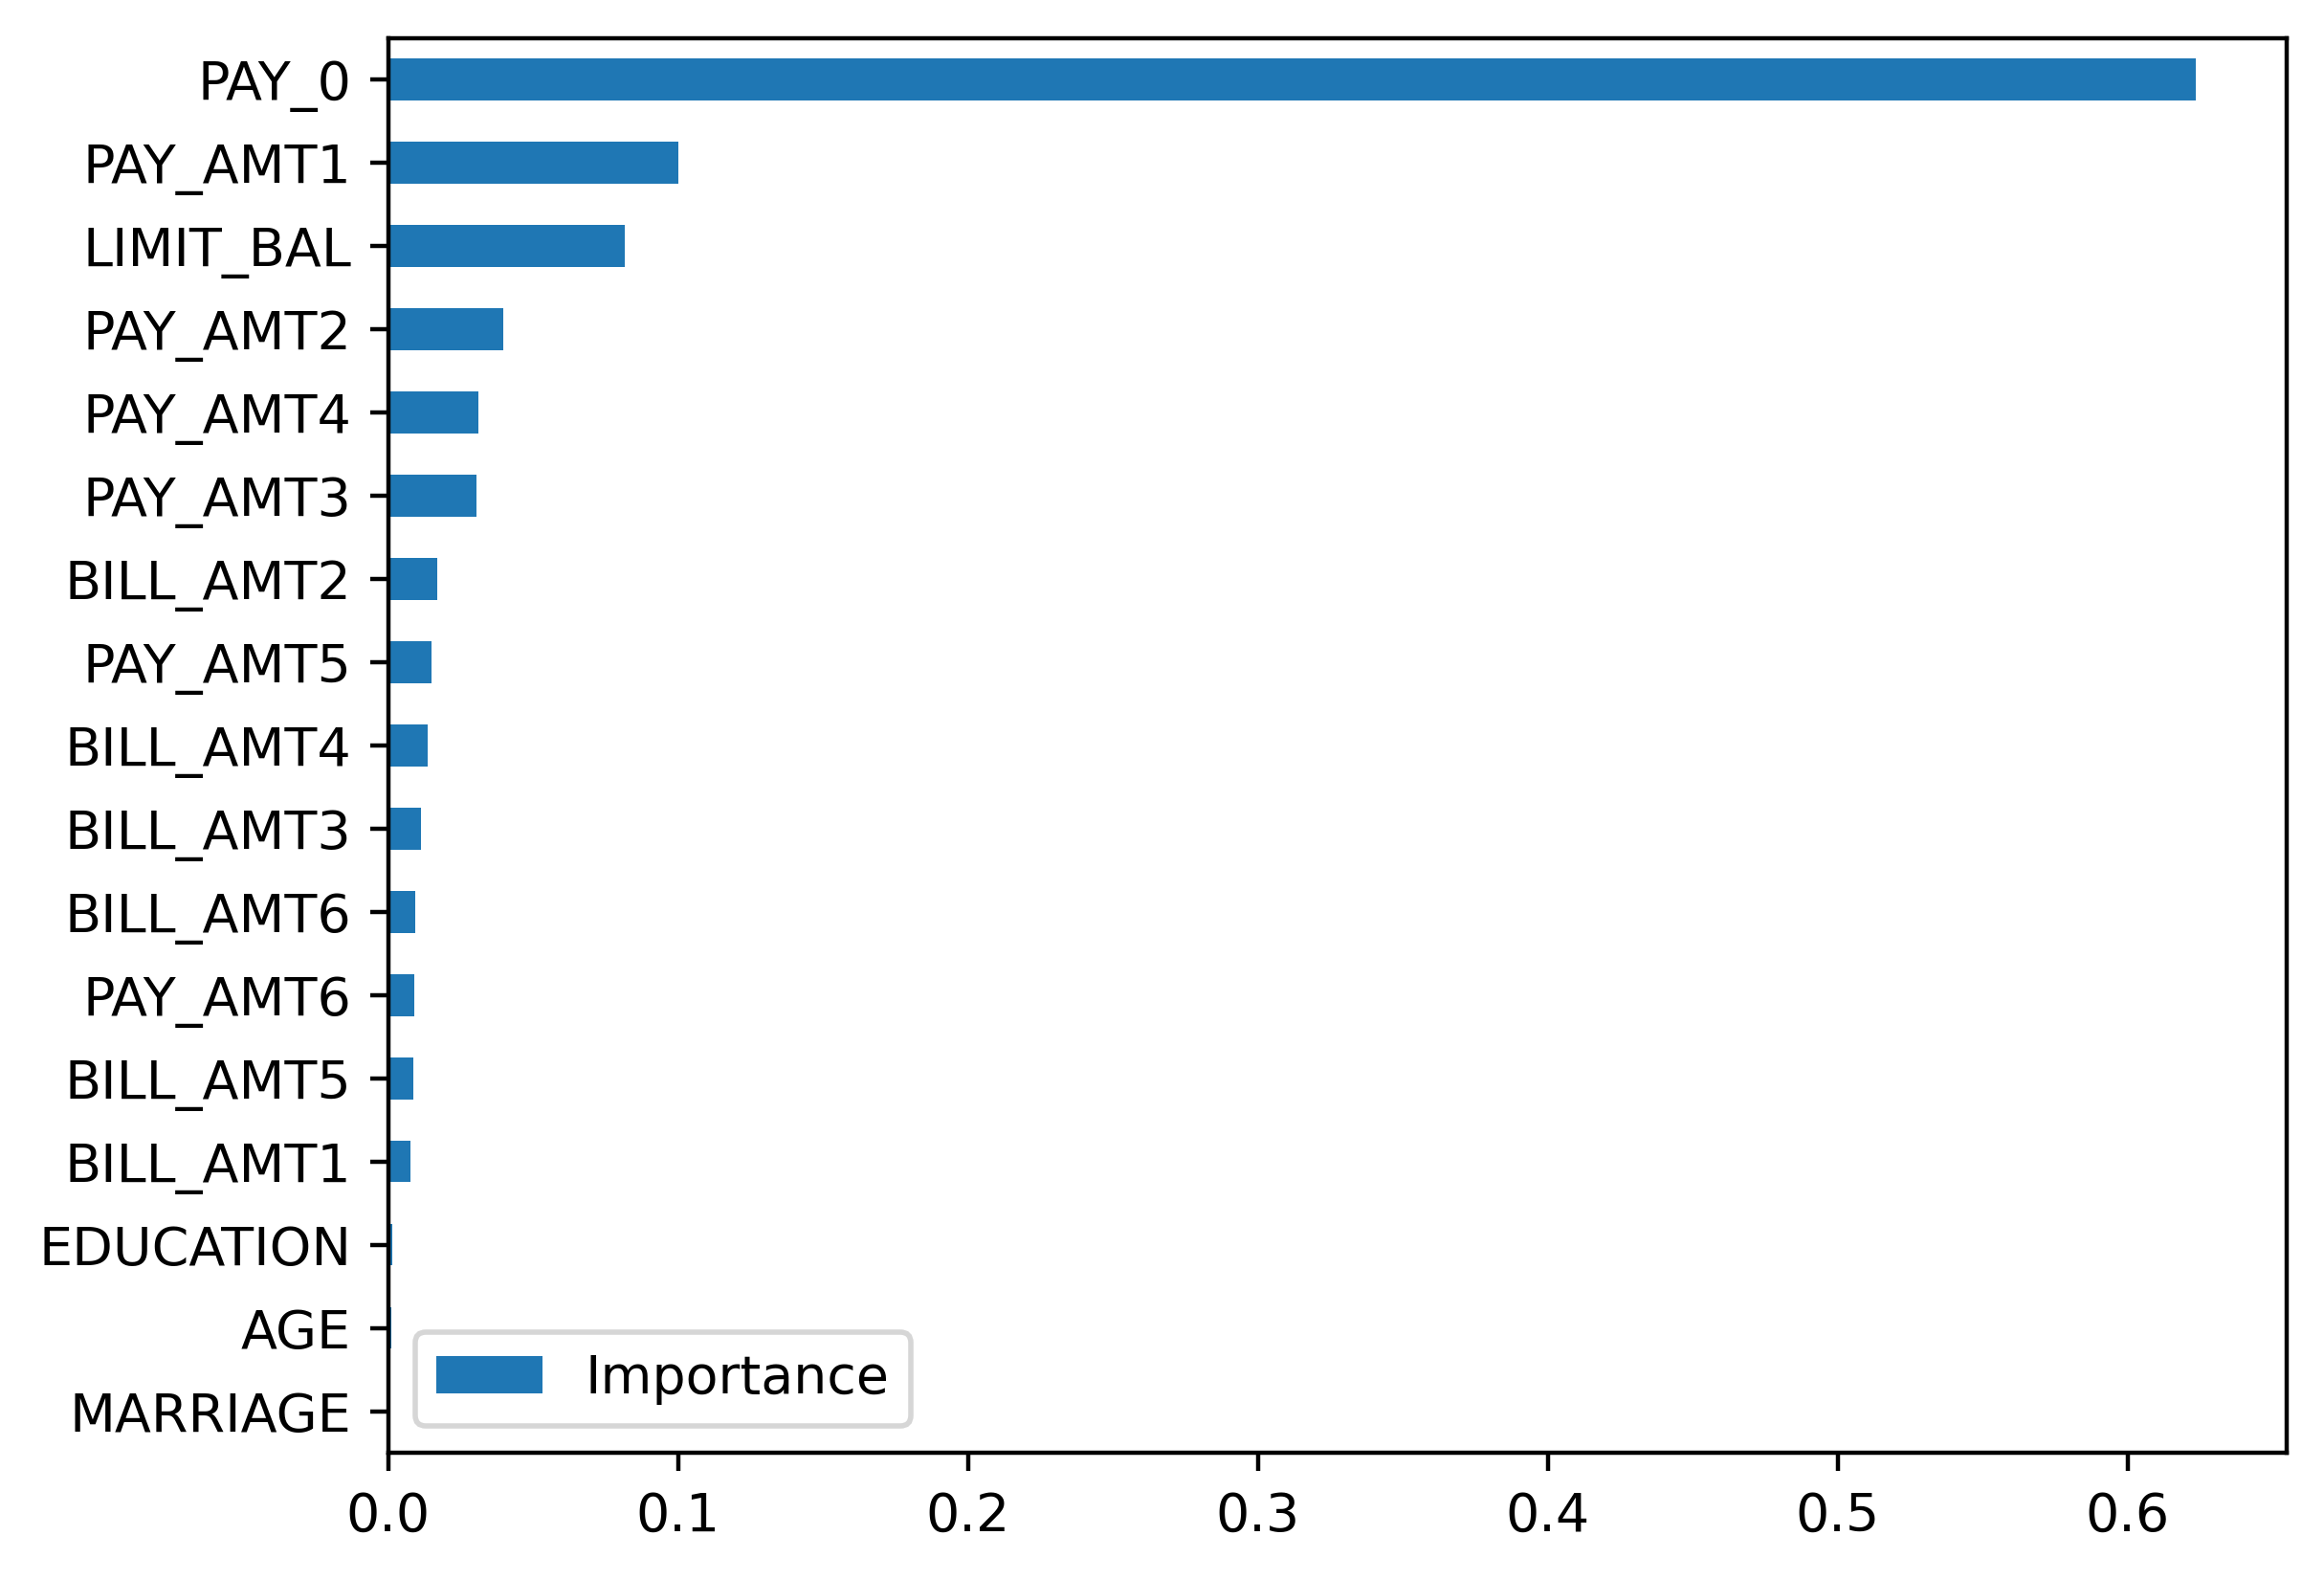 PAY_0
PAY_AMT1
LIMIT_BAL
PAY_AMT2
PAY_AMT4
PAY_AMT3
BILL_AMT2
PAY_AMT5
BILL_AMT4
BILL_AMT3
BILL_AMT6
PAY_AMT6
BILL_AMT5
BILL_AMT1
EDUCATION
AGE
MARRIAGE
Importance
0.0 0.1 0.2 0.3 0.4 0.5 0.6